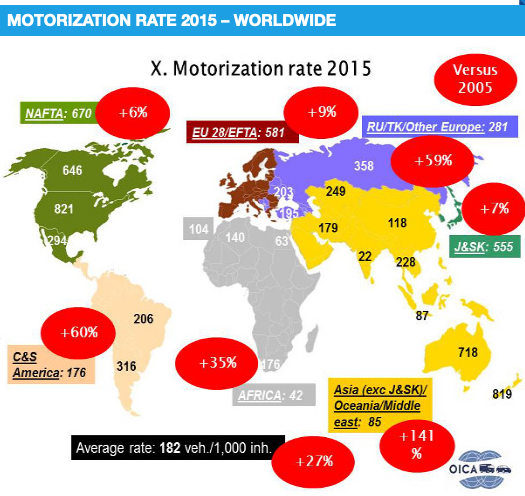 MOTORIZATION RATE 2015 – WORLDWIDE
X. Motorization rate 2015
Versus
2005
NAFTA: 670
+6%
EU 28/EFTA: 581
+9%
RU/TK/Other Europe: 281
+59%
646
821
294
358
203
195
249
179
118
22
228
87
+7%
J&SK: 555
104
140
63
176
206
316
+60%
C&S
America: 176
+35%
AFRICA: 42
718
819
Asia (exc J&SK)/
Oceania/Middle
east: 85
+141
%
Average rate: 182 veh./1,000 inh.
+27%
OICA